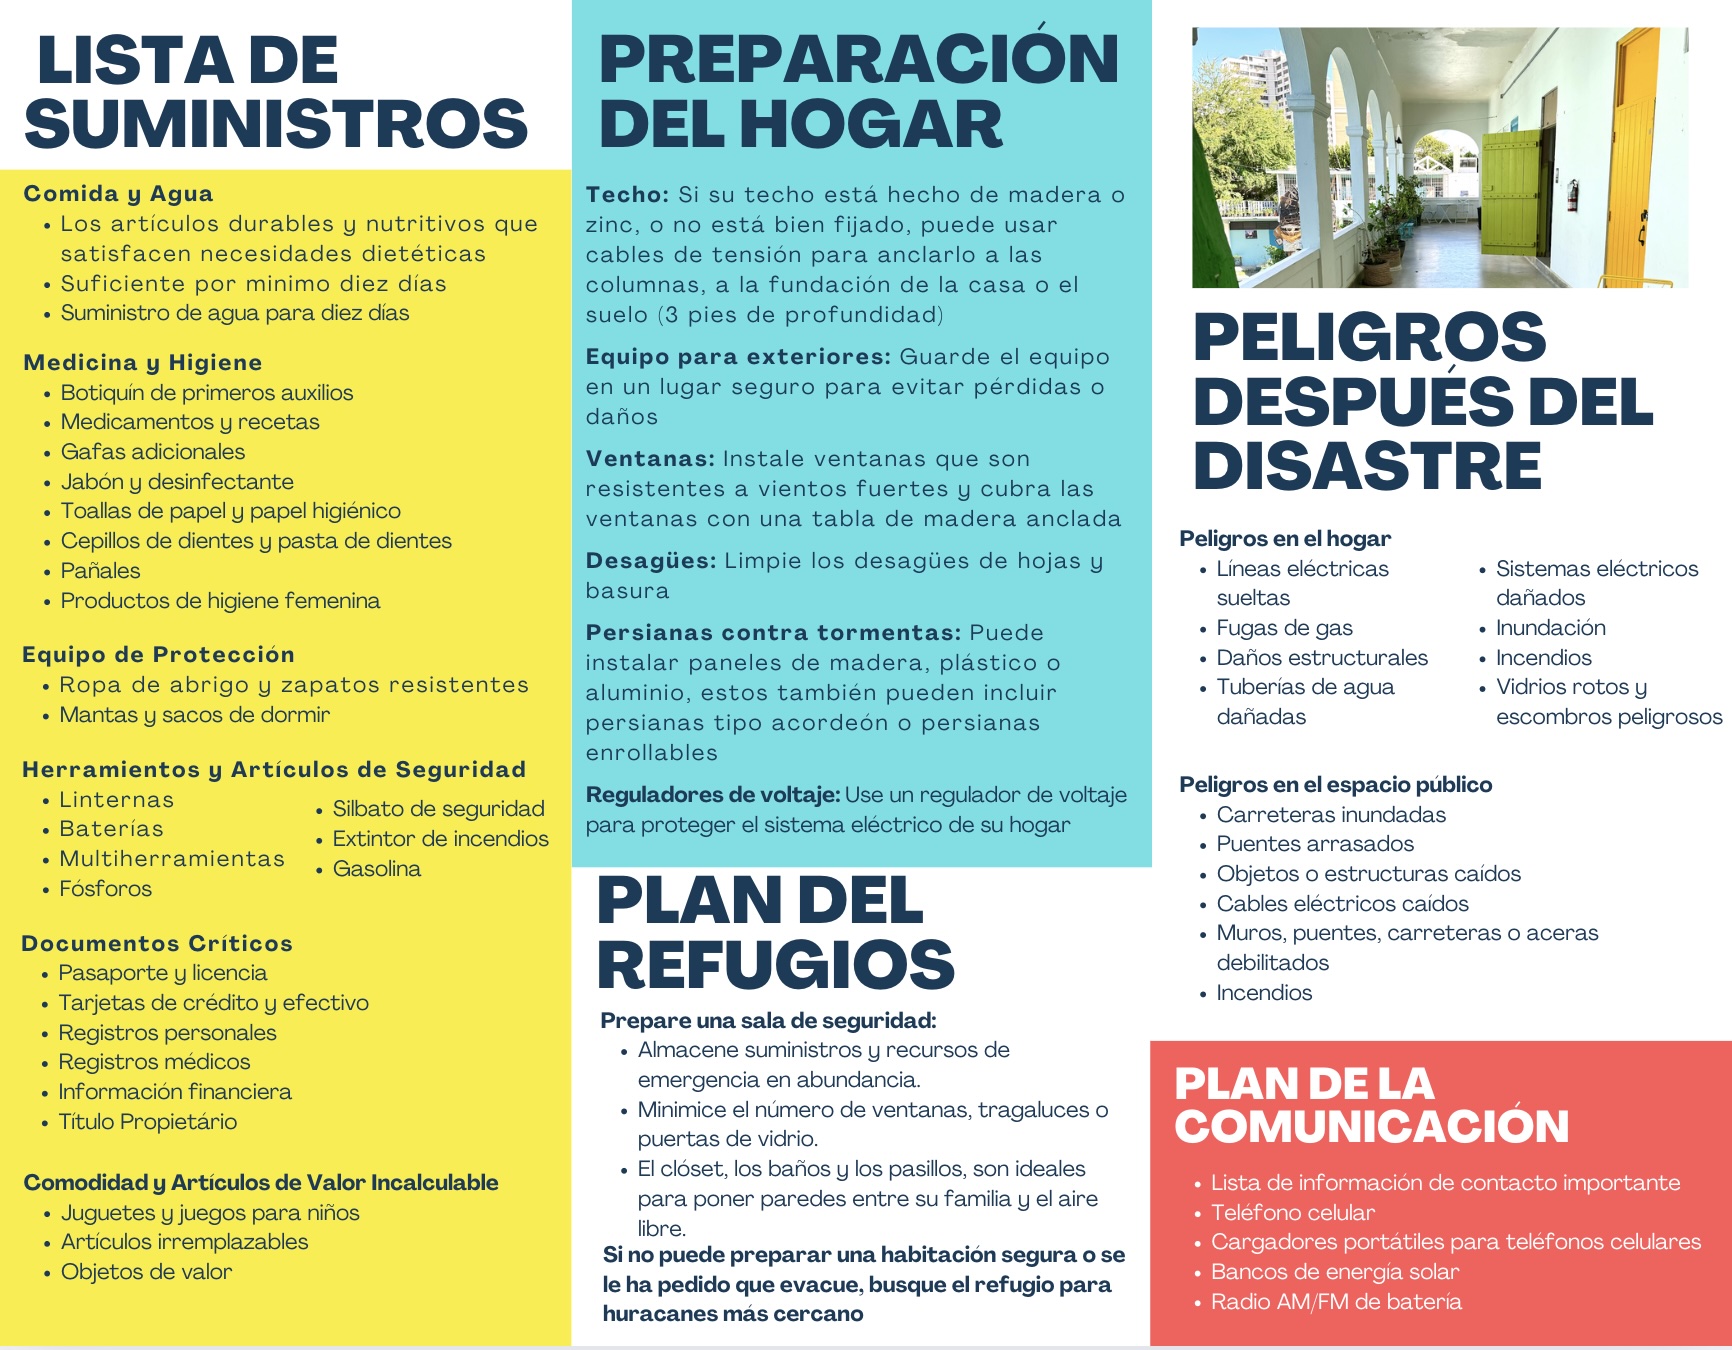 LISTA DE
SUMINISTROS
Comida y Agua
• Los artículos durables y nutritivos que
satisfacen necesidades dietéticas
• Suficiente por minimo diez días
• Suministro de agua para diez días
Medicina y Higiene
• Botiquín de primeros auxilios
• Medicamentos y recetas
• Gafas adicionales
• Jabón y desinfectante
• Toallas de papel y papel higiénico
• Cepillos de dientes y pasta de dientes
• Pañales
• Productos de higiene femenina
Equipo de Protección
• Ropa de abrigo y zapatos resistentes
• Mantas y sacos de dormir
Herramientos y Artículos de Seguridad
• Linternas
• Baterías
• Multiherramientas
• Fósforos
• Silbato de seguridad
• Extintor de incendios
• Gasolina
Documentos Críticos
• Pasaporte y licencia
• Tarjetas de crédito y efectivo
• Registros personales
• Registros médicos
• Información financiera
• Título Propietário
Comodidad y Artículos de Valor Incalculable
• Juguetes y juegos para niños
• Artículos irremplazables
• Objetos de valor
PREPARACIÓN
DEL HOGAR
Techo: Si su techo está hecho de madera o
zinc, o no está bien fijado, puede usar
cables de tensión para anclarlo a las
columnas, a la fundación de la casa o el
suelo (3 pies de profundidad)
Equipo para exteriores: Guarde el equipo
en un lugar seguro para evitar pérdidas o
daños
Ventanas: Instale ventanas que son
resistentes a vientos fuertes y cubra las
ventanas con una tabla de madera anclada
Desagües: Limpie los desagües de hojas y
basura
Persianas contra tormentas: Puede
instalar paneles de madera, plástico o
aluminio, estos también pueden incluir
persianas tipo acordeón o persianas
enrollables
Reguladores de voltaje: Use un regulador de voltaje
para proteger el sistema eléctrico de su hogar
PLAN DEL
REFUGIOS
Prepare una sala de seguridad:
• Almacene suministros y recursos de
emergencia en abundancia.
• Minimice el número de ventanas, tragaluces o
puertas de vidrio.
• El clóset, los baños y los pasillos, son ideales
para poner paredes entre su familia y el aire
libre.
Si no puede preparar una habitación segura o se
le ha pedido que evacue, busque el refugio para
huracanes más cercano
PELIGROS
DESPUÉS DEL
DISASTRE
Peligros en el hogar
• Líneas eléctricas
sueltas
• Fugas de gas
• Daños estructurales
• Tuberías de agua
dañadas
• Sistemas eléctricos
dañados
• Inundación
• Incendios
• Vidrios rotos y
escombros peligrosos
Peligros en el espacio público
• Carreteras inundadas
• Puentes arrasados
• Objetos o estructuras caídos
• Cables eléctricos caídos
• Muros, puentes, carreteras o aceras
debilitados
• Incendios
PLAN DE LA
COMUNICACIÓN
• Lista de información de contacto importante
• Teléfono celular
• Cargadores portátiles para teléfonos celulares
• Bancos de energía solar
• Radio AM/FM de batería